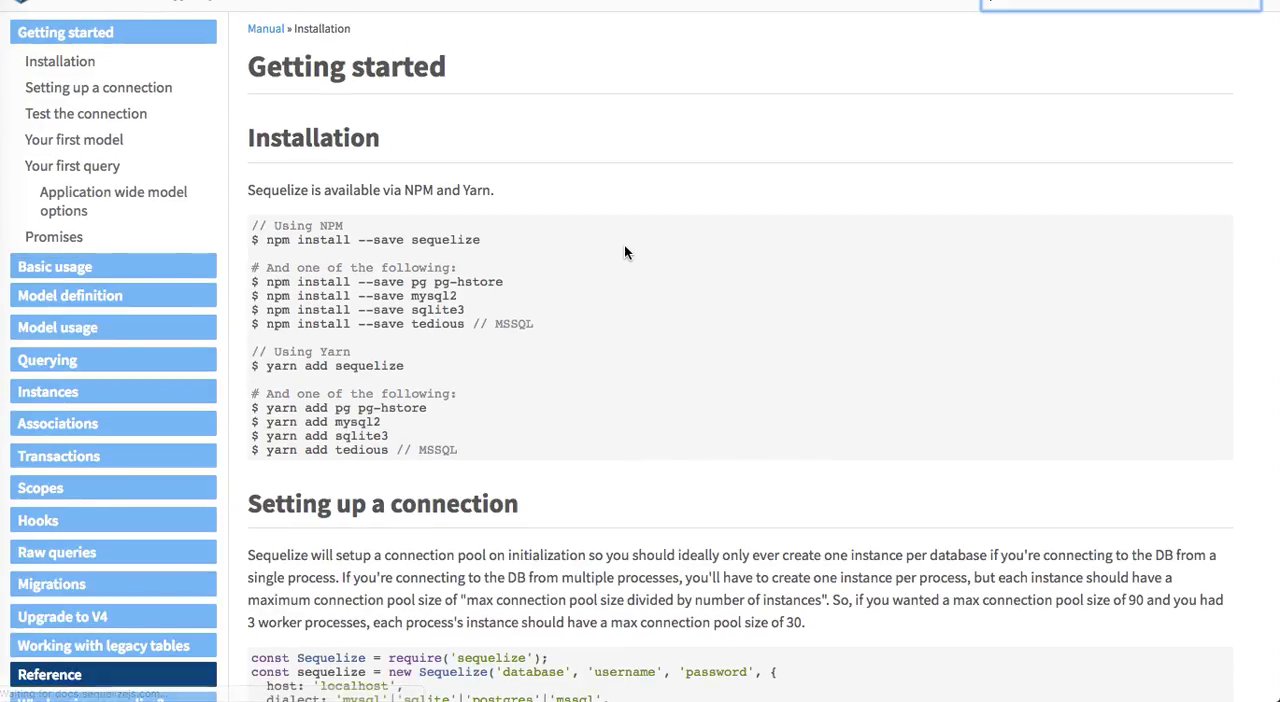 Getting started
Installation
Setting up a connection
Test the connection
Your first model
Your first query
Application wide model
options
Promises
Basic usage
Model definition
Model usage
Querying
Instances
Associations
Transactions
Scopes
Hooks
Raw queries
Migrations
Upgrade to V4
Working with legacy tables
Reference
Waiting for docs.sequelizejs.com...
Manual » Installation
Getting started
Installation
Sequelize is available via NPM and Yarn.
// Using NPM
$ npm install --save sequelize
# And one of the following:
$ npm install --save pg pg-hstore
$ npm install --save mysql2
$ npm install --save sqlite3
$ npm install --save tedious // MSSQL
// Using Yarn
$ yarn add sequelize
# And one of the following:
$ yarn add pg pg-hstore
$ yarn add mysql2
$ yarn add sqlite3
$ yarn add tedious // MSSQL
Setting up a connection
Sequelize will setup a connection pool on initialization so you should ideally only ever create one instance per database if you're connecting to the DB from a
single process. If you're connecting to the DB from multiple processes, you'll have to create one instance per process, but each instance should have a
maximum connection pool size of "max connection pool size divided by number of instances". So, if you wanted a max connection pool size of 90 and you had
3 worker processes, each process's instance should have a max connection pool size of 30.
const Sequelize = require('sequelize');
const sequelize = new Sequelize('database', 'username', 'password', {
host: 'localhost',
dialect: 'mysql'|'sqlite'|'postgres'|'mssql',